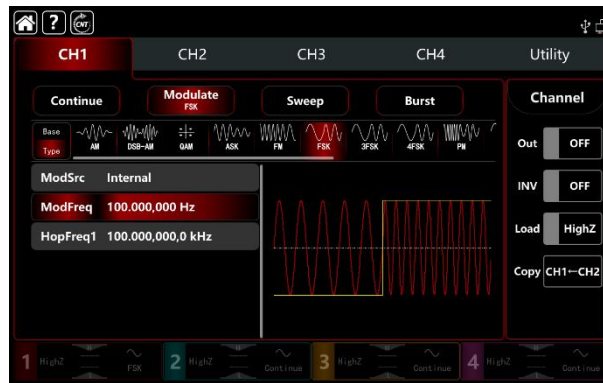 ?
CNT
CH1 CH2 CH3 CH4 Utility
Continue Modulate Sweep Burst
FSK
Channel
Base
Type
AM DSB-AM QAM ASK FM FSK 3FSK 4FSK PM
Out OFF
ModSrc Internal
INV OFF
ModFreq 100.000,000 Hz
Load HighZ
HopFreq1 100.000,000,0 kHz
Copy CH1←CH2
1 HighZ FSK 2 HighZ Continue 3 HighZ Continue 4 HighZ Continue